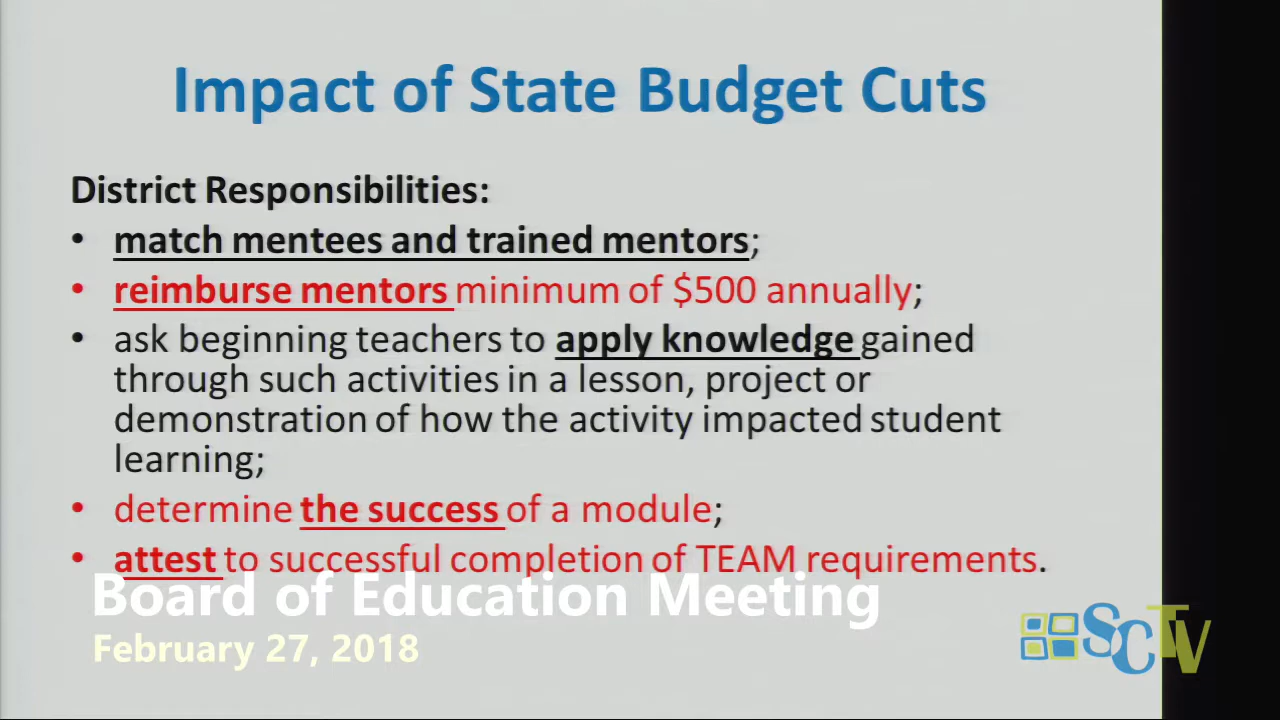 Impact of State Budget Cuts
District Responsibilities:
• match mentees and trained mentors;
• reimburse mentors minimum of $500 annually;
• ask beginning teachers to apply knowledge gained
through such activities in a lesson, project or
demonstration of how the activity impacted student
learning;
• determine the success of a module;
• attest to successful completion of TEAM requirements.
Board of Education Meeting
February 27, 2018
SCTV